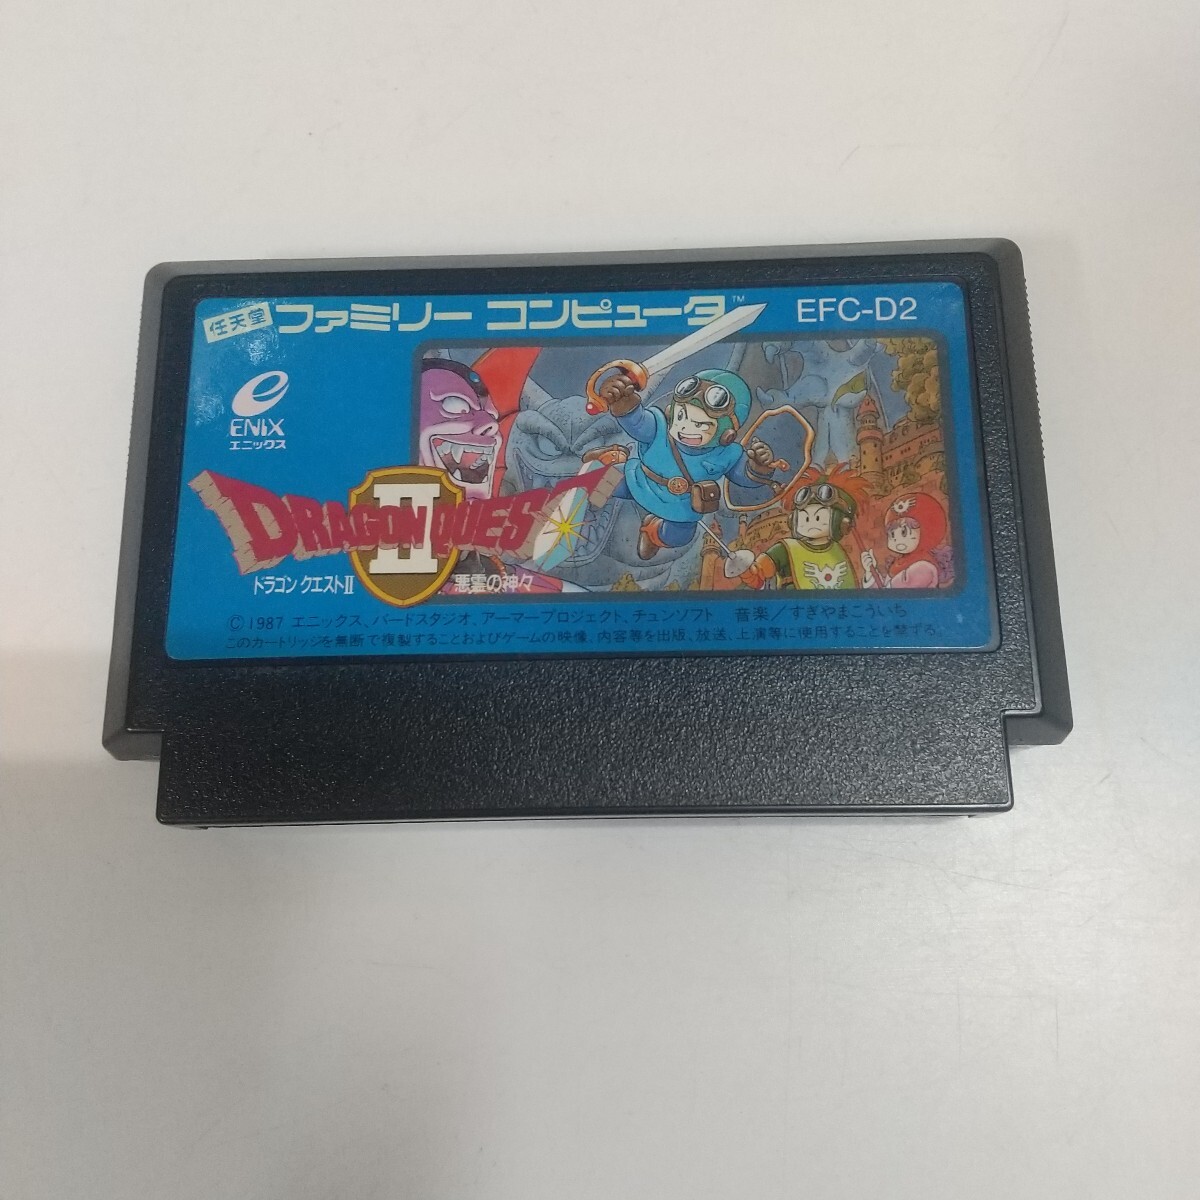 任天堂 ファミリー コンピュータ™ EFC-D2
ENIX
エニックス
DRAGON QUEST
II
ドラゴン クエストII 悪霊の神々
©1987 エニックス、バードスタジオ、アーマープロジェクト、チュンソフト 音楽／すぎやまこういち
このカートリッジを無断で複製することおよびゲームの映像、内容等を出版、放送、上演等に使用することを禁ずる。